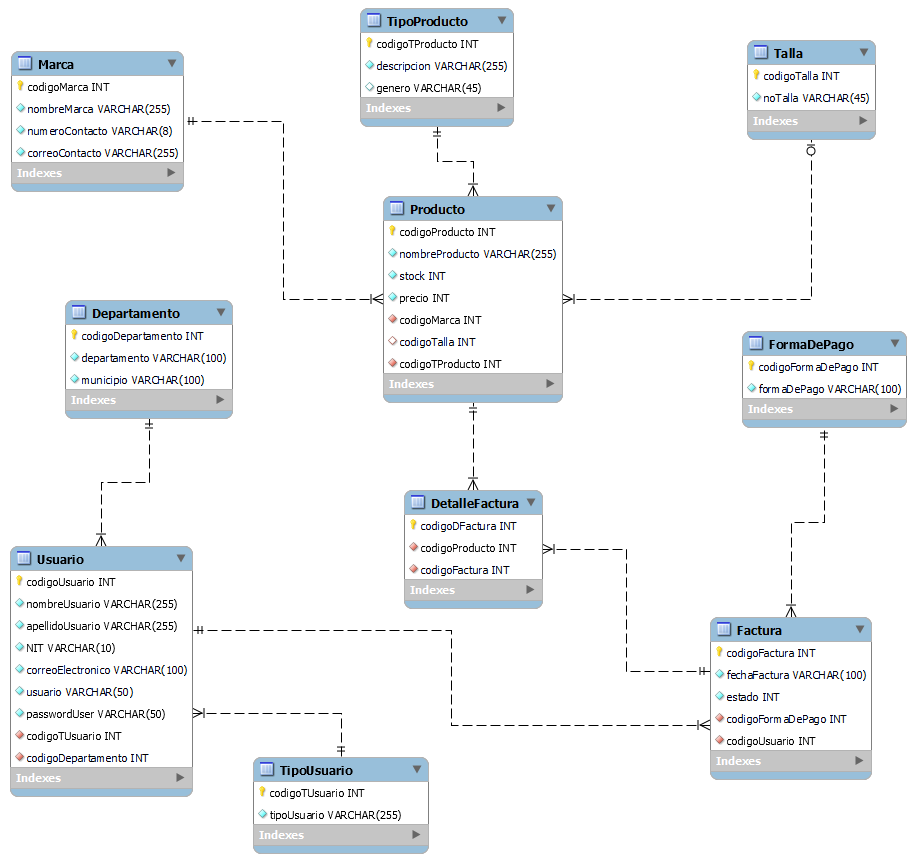 TipoProducto
codigoTProducto INT
descripcion VARCHAR(255)
genero VARCHAR(45)
Indexes
Marca
codigoMarca INT
nombreMarca VARCHAR(255)
numeroContacto VARCHAR(8)
correoContacto VARCHAR(255)
Indexes
Talla
codigoTalla INT
noTalla VARCHAR(45)
Indexes
Producto
codigoProducto INT
nombreProducto VARCHAR(255)
stock INT
precio INT
codigoMarca INT
codigoTalla INT
codigoTProducto INT
Indexes
Departamento
codigoDepartamento INT
departamento VARCHAR(100)
municipio VARCHAR(100)
Indexes
FormaDePago
codigoFormaDePago INT
formaDePago VARCHAR(100)
Indexes
DetalleFactura
codigoDFactura INT
codigoProducto INT
codigoFactura INT
Indexes
Usuario
codigoUsuario INT
nombreUsuario VARCHAR(255)
apellidoUsuario VARCHAR(255)
NIT VARCHAR(10)
correoElectronico VARCHAR(100)
usuario VARCHAR(50)
passwordUser VARCHAR(50)
codigoTUsuario INT
codigoDepartamento INT
Indexes
Factura
codigoFactura INT
fechaFactura VARCHAR(100)
estado INT
codigoFormaDePago INT
codigoUsuario INT
Indexes
TipoUsuario
codigoTUsuario INT
tipoUsuario VARCHAR(255)
Indexes